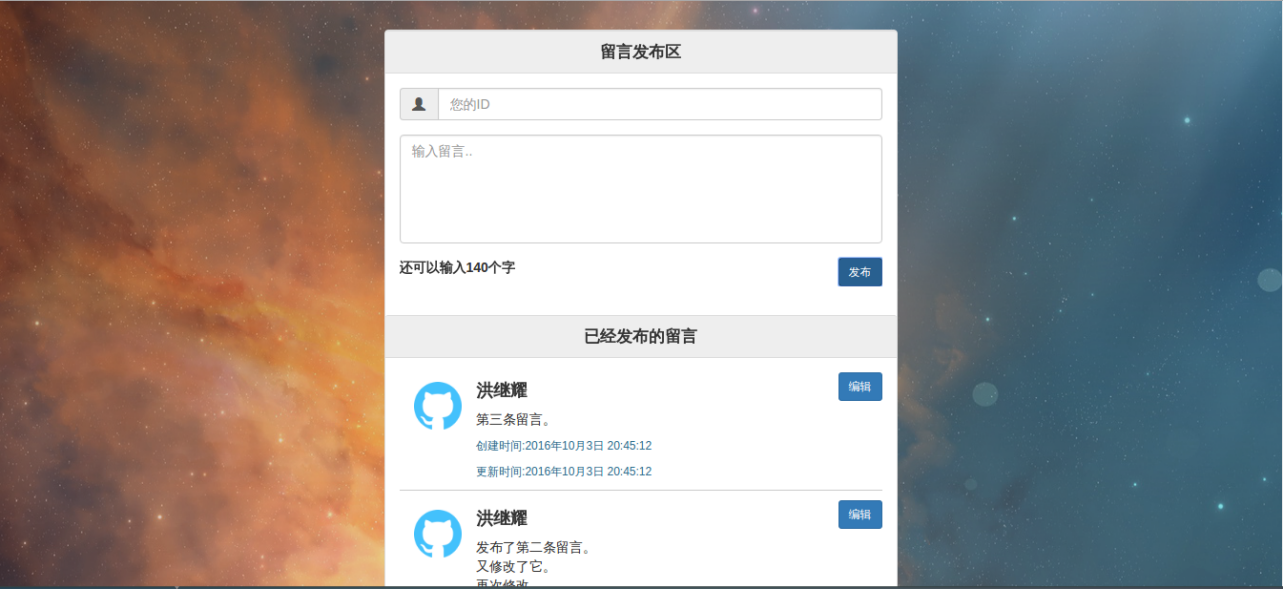 留言发布区
您的ID
输入留言..
还可以输入140个字
发布
已经发布的留言
洪继耀
编辑
第三条留言。
创建时间:2016年10月3日 20:45:12
更新时间:2016年10月3日 20:45:12
洪继耀
编辑
发布了第二条留言。
又修改了它。
再次修改